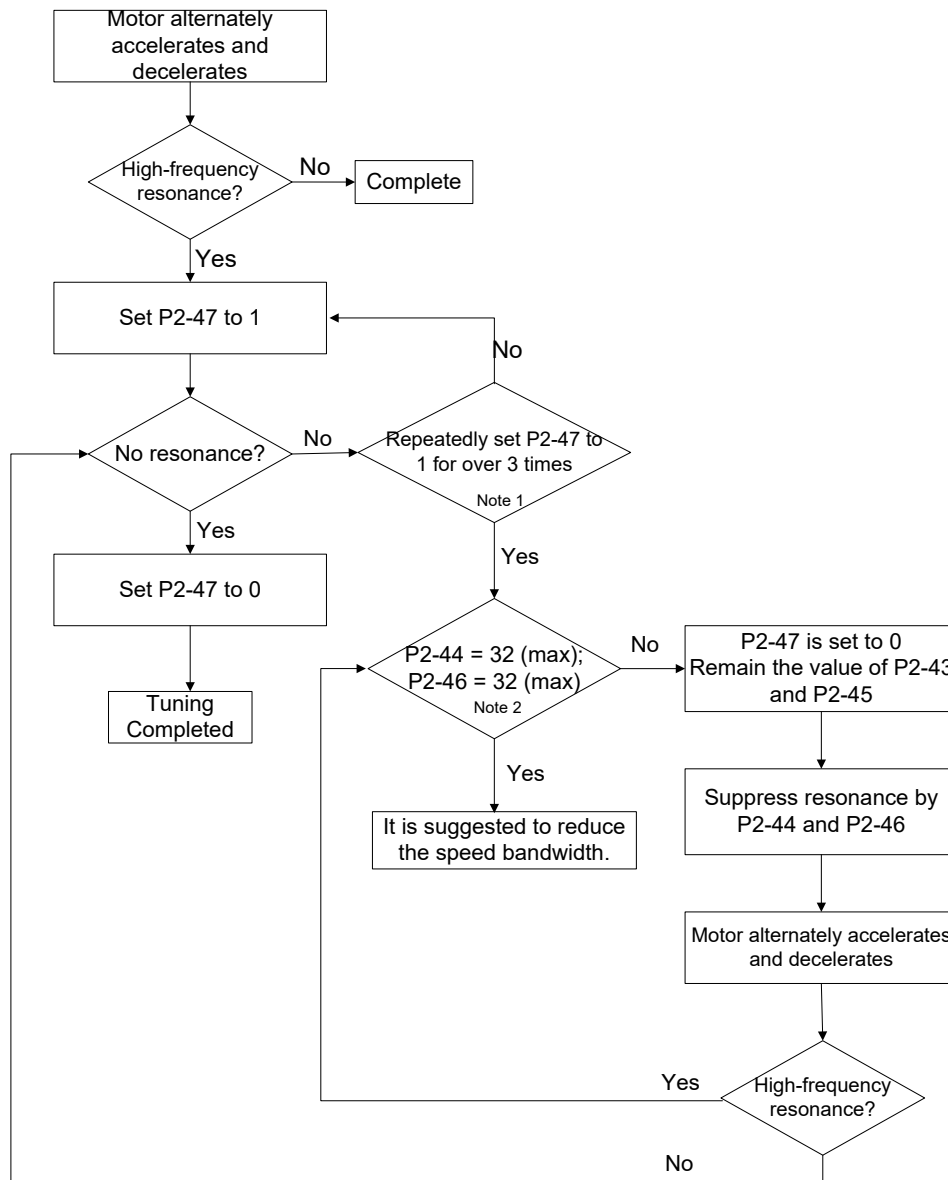 Motor alternately
accelerates and
decelerates
High-frequency
resonance?
No
Complete
Yes
Set P2-47 to 1
No
No resonance?
No
Repeatedly set P2-47 to
1 for over 3 times
Note 1
Yes
Yes
Set P2-47 to 0
Tuning
Completed
P2-44 = 32 (max);
P2-46 = 32 (max)
Note 2
No
P2-47 is set to 0
Remain the value of P2-43
and P2-45
Yes
It is suggested to reduce
the speed bandwidth.
Suppress resonance by
P2-44 and P2-46
Motor alternately accelerates
and decelerates
High-frequency
resonance?
Yes
No